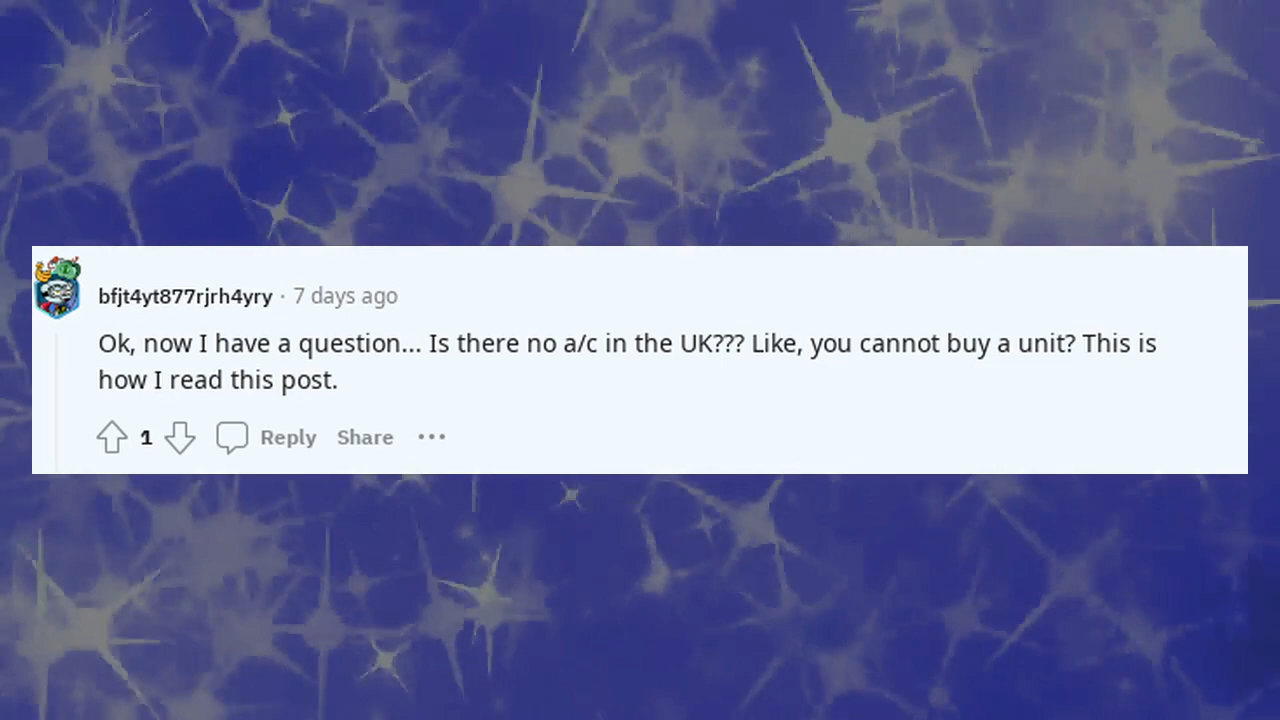 bfjt4yt877rjrh4yry · 7 days ago
Ok, now I have a question... Is there no a/c in the UK??? Like, you cannot buy a unit? This is
how I read this post.
1 Reply Share ···